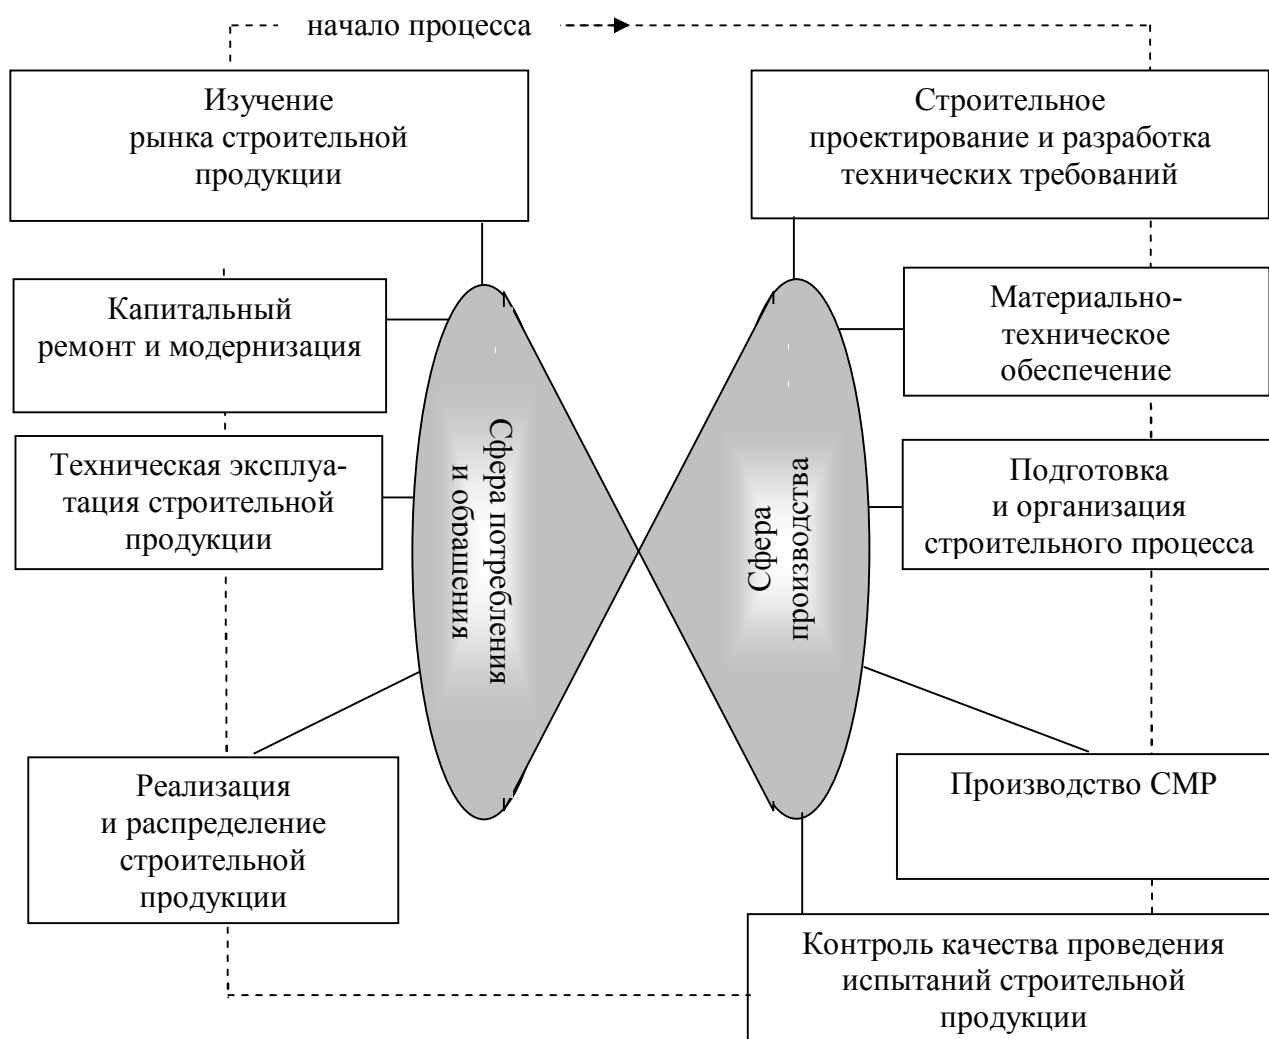 начало процесса
Изучение
рынка строительной
продукции
Строительное
проектирование и разработка
технических требований
Капитальный
ремонт и модернизация
Материально-
техническое
обеспечение
Техническая эксплуа-
тация строительной
продукции
Сфера потребления
и обрашения
Сфера
производства
Подготовка
и организация
строительного процесса
Реализация
и распределение
строительной
продукции
Производство СМР
Контроль качества проведения
испытаний строительной
продукции